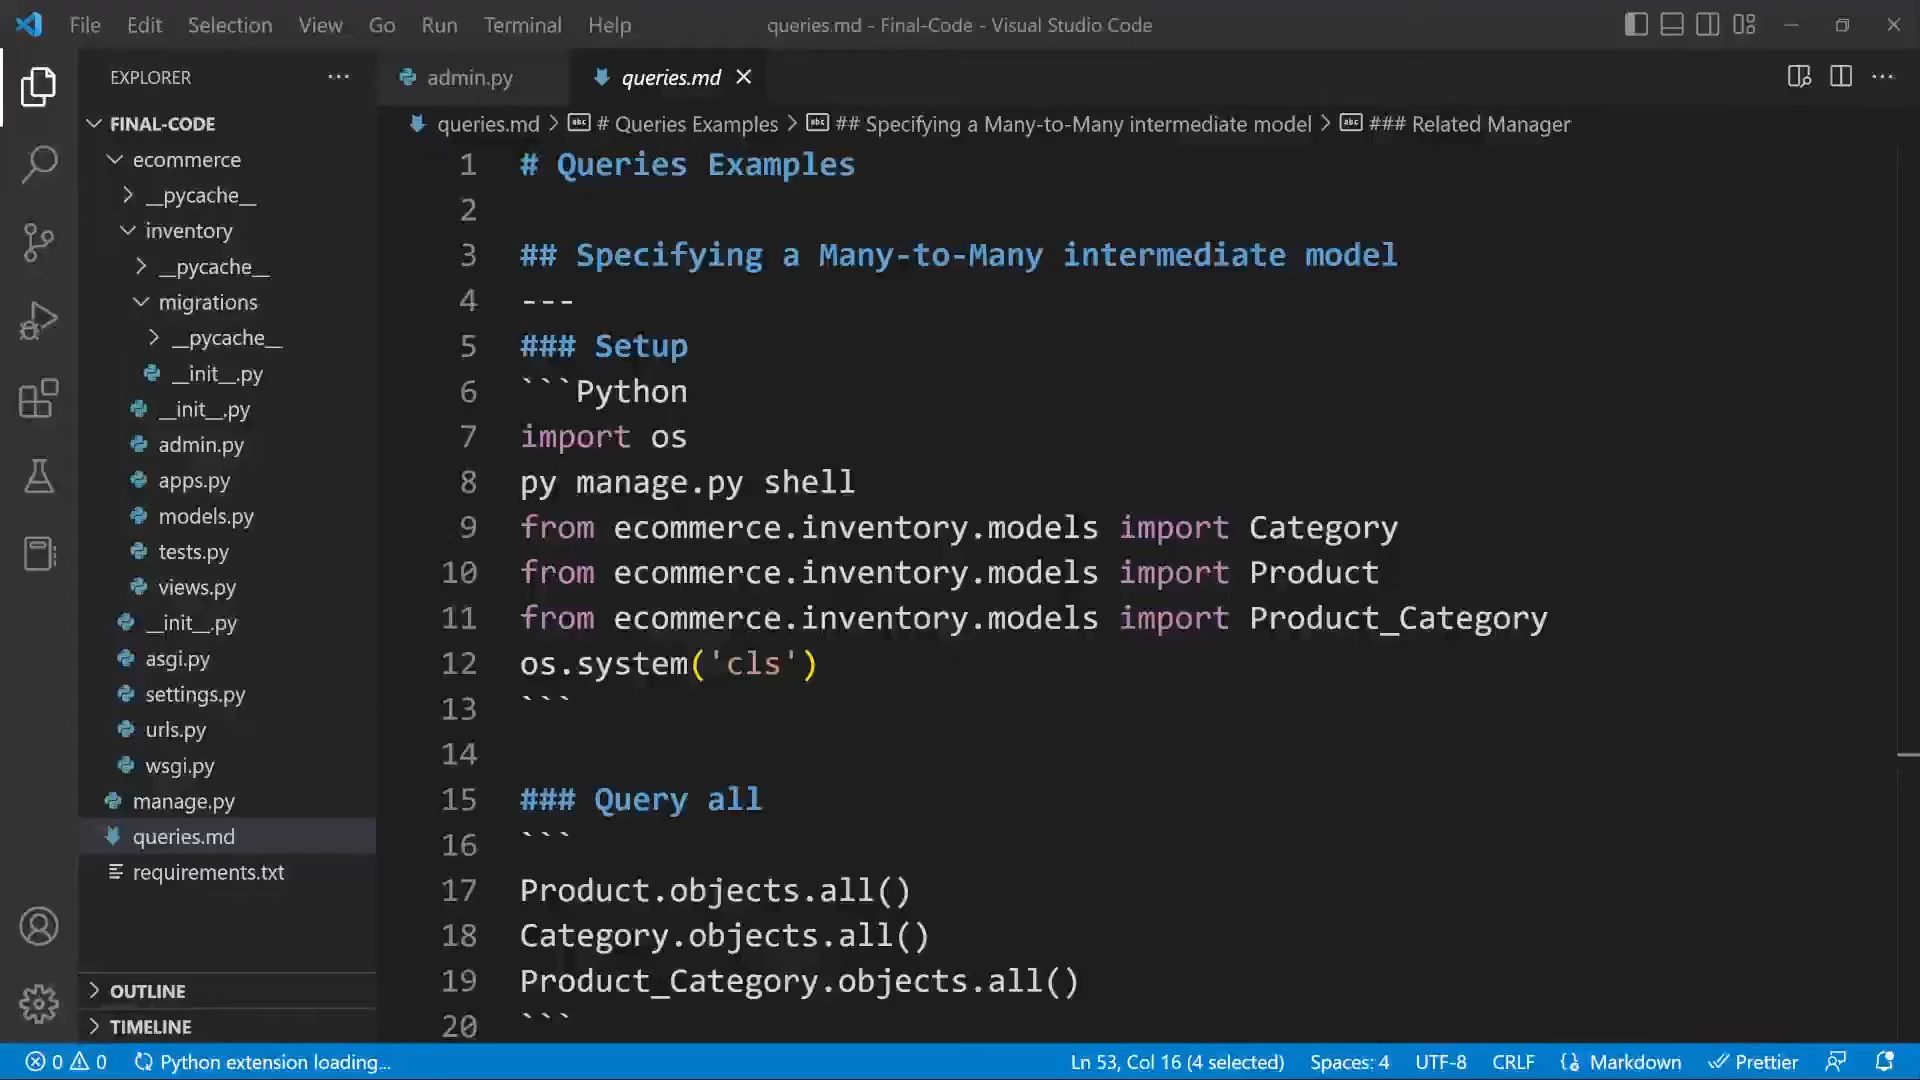 File Edit Selection View Go Run Terminal Help queries.md - Final-Code - Visual Studio Code
EXPLORER
FINAL-CODE
ecommerce
__pycache__
inventory
__pycache__
migrations
__pycache__
__init__.py
__init__.py
admin.py
apps.py
models.py
tests.py
views.py
__init__.py
asgi.py
settings.py
urls.py
wsgi.py
manage.py
queries.md
requirements.txt
OUTLINE
TIMELINE
admin.py queries.md
queries.md > # Queries Examples > ## Specifying a Many-to-Many intermediate model > ### Related Manager
1 # Queries Examples
2
3 ## Specifying a Many-to-Many intermediate model
4 ---
5 ### Setup
6 ```Python
7 import os
8 py manage.py shell
9 from ecommerce.inventory.models import Category
10 from ecommerce.inventory.models import Product
11 from ecommerce.inventory.models import Product_Category
12 os.system('cls')
13 ```
14
15 ### Query all
16 ```
17 Product.objects.all()
18 Category.objects.all()
19 Product_Category.objects.all()
20 ```
0 0 Python extension loading... Ln 53, Col 16 (4 selected) Spaces: 4 UTF-8 CRLF Markdown Prettier